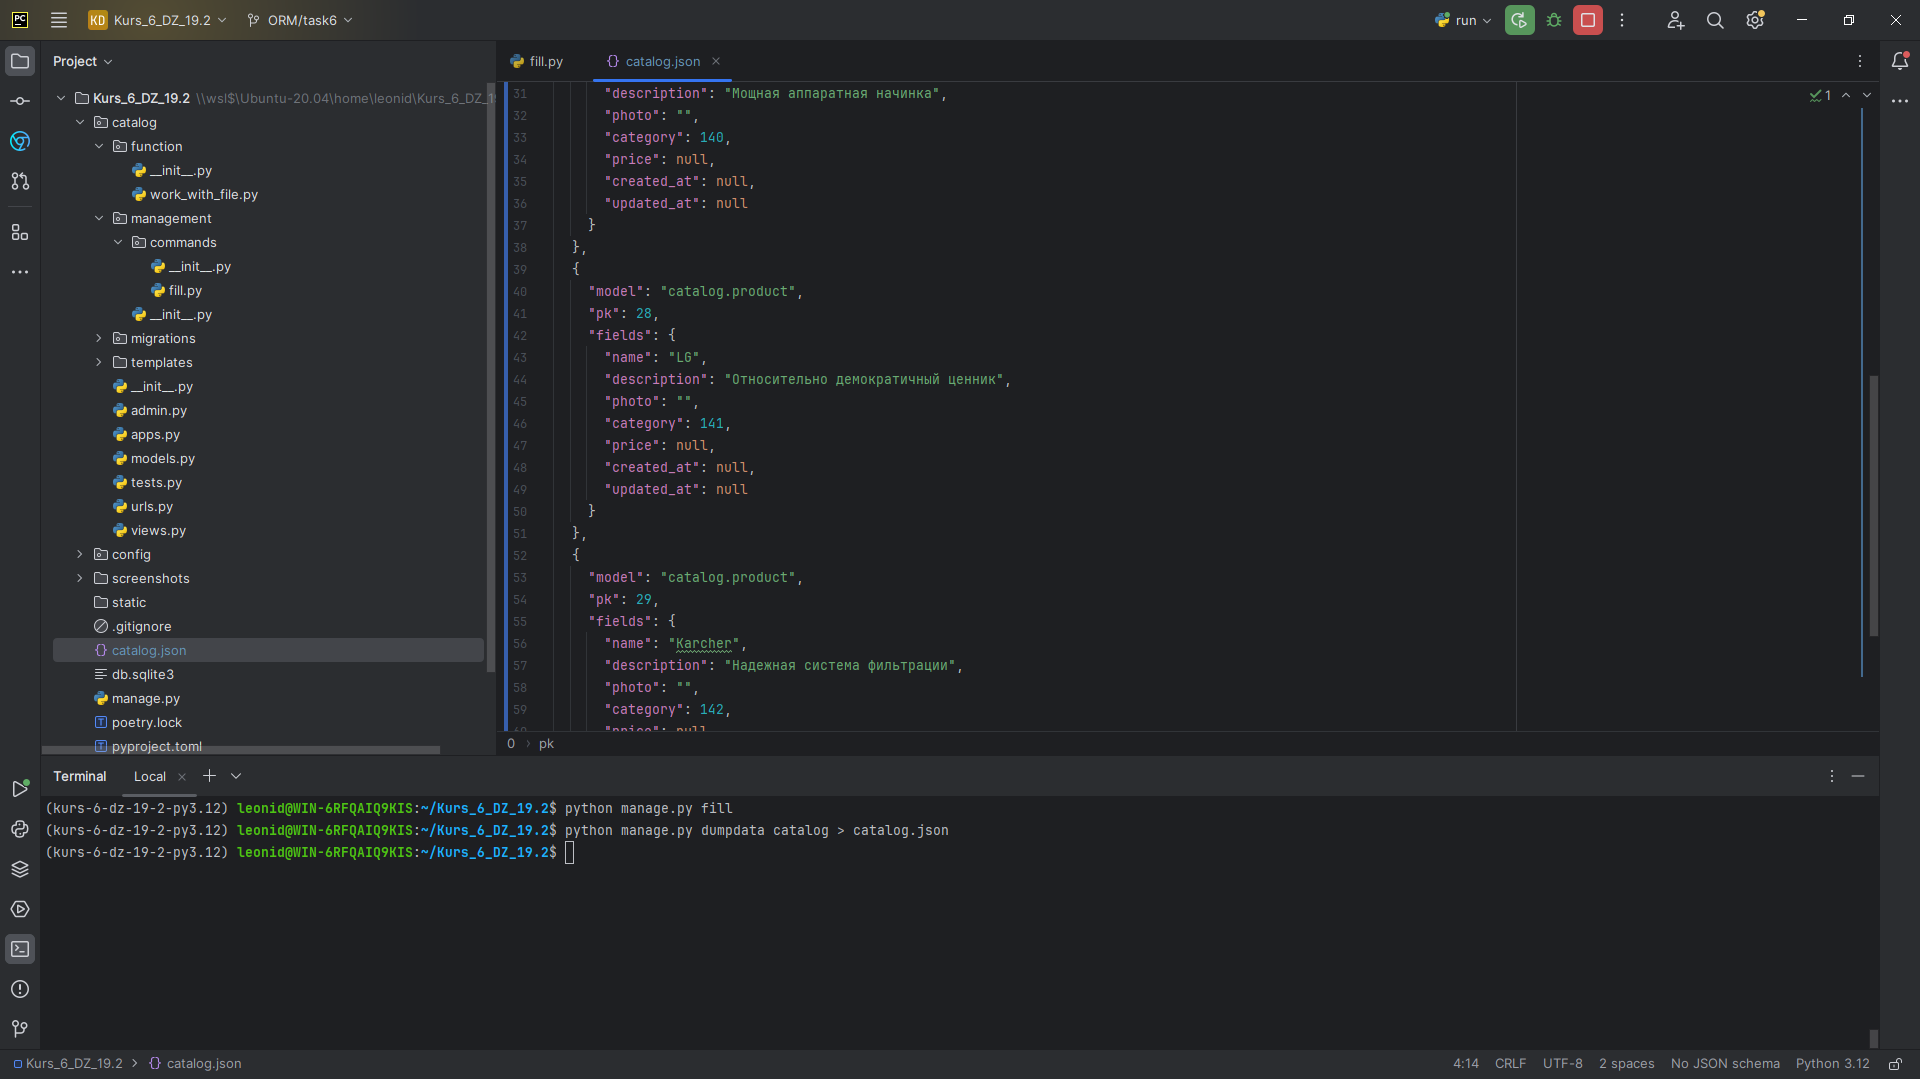 PC
KD Kurs_6_DZ_19.2 ORM/task6 run
Project
Kurs_6_DZ_19.2 \\wsl$\Ubuntu-20.04\home\leonid\Kurs_6_DZ_1
catalog
function
__init__.py
work_with_file.py
management
commands
__init__.py
fill.py
__init__.py
migrations
templates
__init__.py
admin.py
apps.py
models.py
tests.py
urls.py
views.py
config
screenshots
static
.gitignore
catalog.json
db.sqlite3
manage.py
poetry.lock
pyproject.toml
fill.py catalog.json
1
31 "description": "Мощная аппаратная начинка",
32 "photo": "",
33 "category": 140,
34 "price": null,
35 "created_at": null,
36 "updated_at": null
37 }
38 },
39 {
40 "model": "catalog.product",
41 "pk": 28,
42 "fields": {
43 "name": "LG",
44 "description": "Относительно демократичный ценник",
45 "photo": "",
46 "category": 141,
47 "price": null,
48 "created_at": null,
49 "updated_at": null
50 }
51 },
52 {
53 "model": "catalog.product",
54 "pk": 29,
55 "fields": {
56 "name": "Karcher",
57 "description": "Надежная система фильтрации",
58 "photo": "",
59 "category": 142,
60 "price": null
0 › pk
Terminal Local
(kurs-6-dz-19-2-py3.12) leonid@WIN-6RFQAIQ9KIS:~/Kurs_6_DZ_19.2$ python manage.py fill
(kurs-6-dz-19-2-py3.12) leonid@WIN-6RFQAIQ9KIS:~/Kurs_6_DZ_19.2$ python manage.py dumpdata catalog > catalog.json
(kurs-6-dz-19-2-py3.12) leonid@WIN-6RFQAIQ9KIS:~/Kurs_6_DZ_19.2$
Kurs_6_DZ_19.2 › catalog.json 4:14 CRLF UTF-8 2 spaces No JSON schema Python 3.12